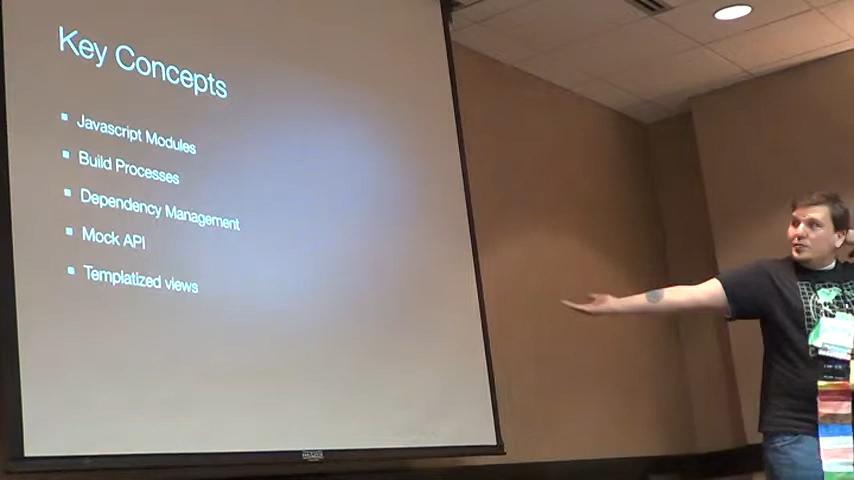 Key Concepts
Javascript Modules
Build Processes
Dependency Management
Mock API
Templatized views